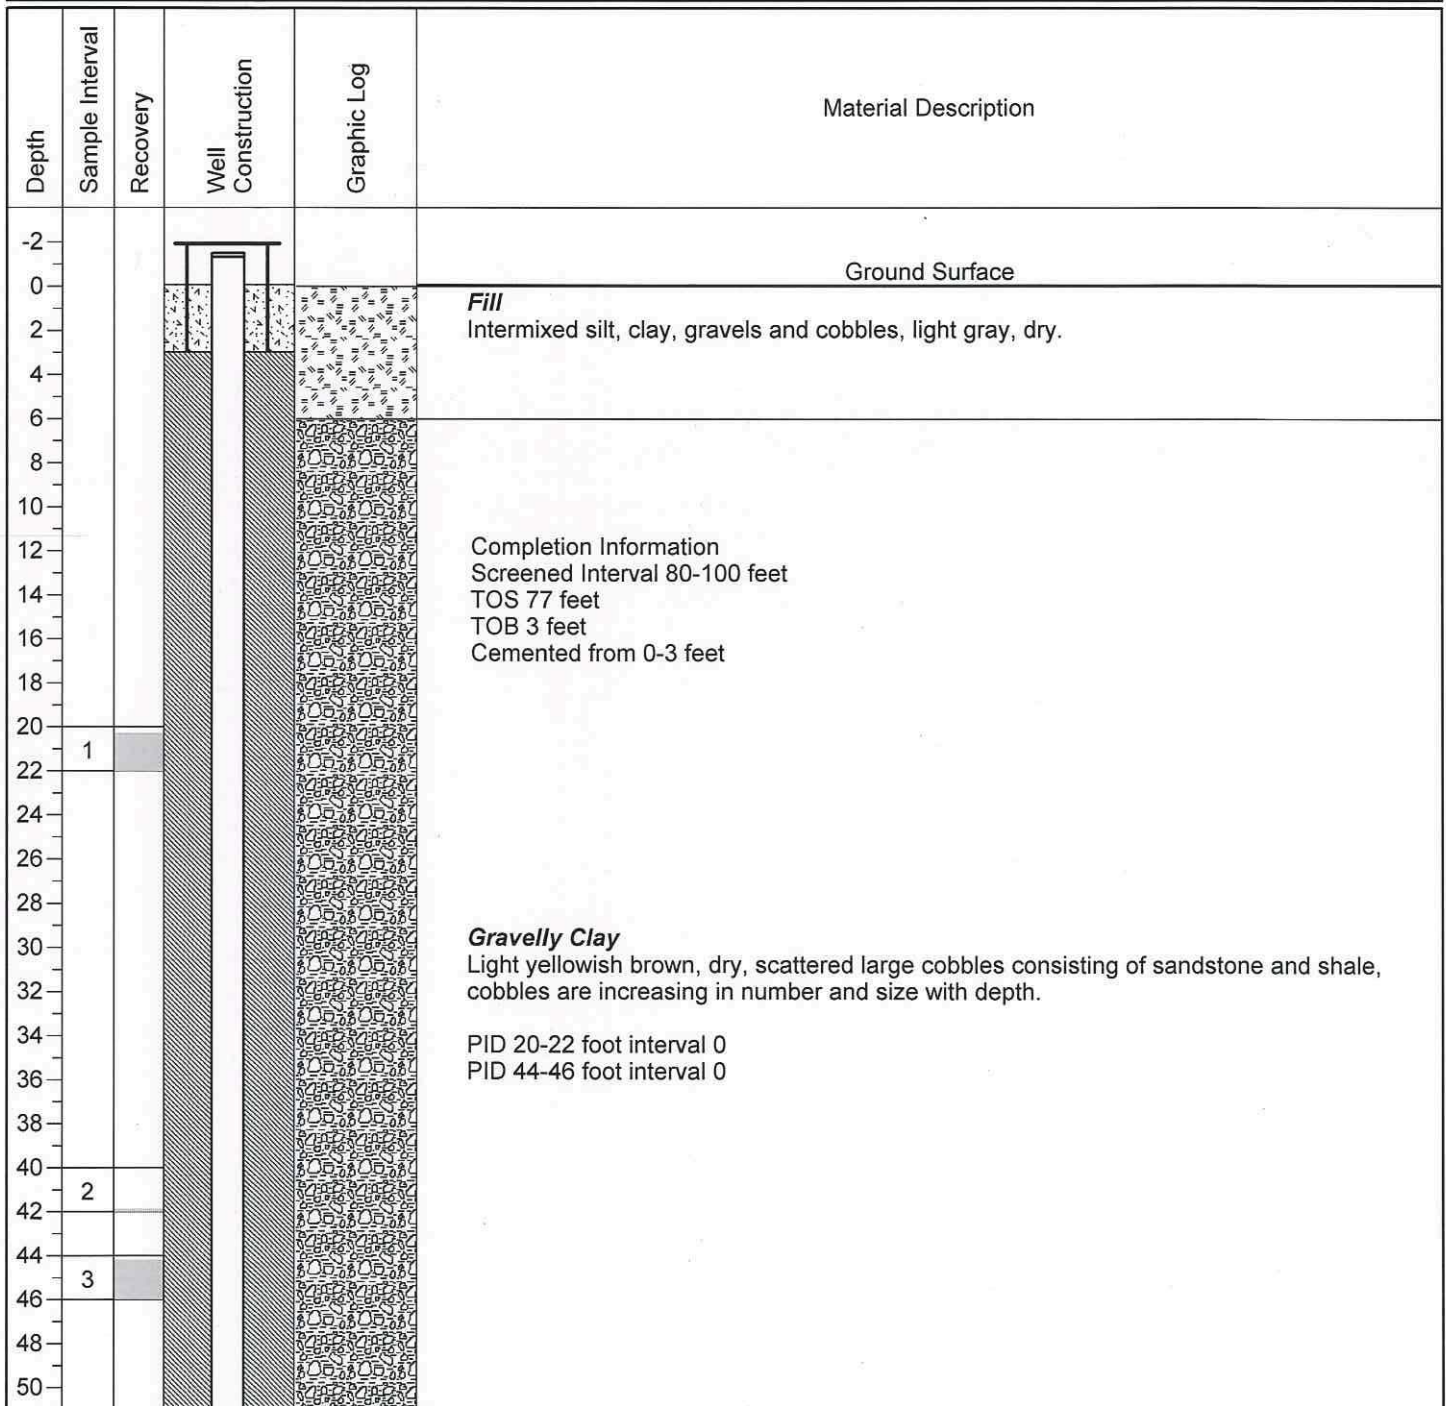 Depth
Sample Interval
Recovery
Well
Construction
Graphic Log
Material Description
-2
0
Ground Surface
Fill
2
Intermixed silt, clay, gravels and cobbles, light gray, dry.
4
6
8
10
12
Completion Information
Screened Interval 80-100 feet
14
TOS 77 feet
TOB 3 feet
16
Cemented from 0-3 feet
18
20
1
22
24
26
28
30
Gravelly Clay
Light yellowish brown, dry, scattered large cobbles consisting of sandstone and shale,
32
cobbles are increasing in number and size with depth.
34
PID 20-22 foot interval 0
36
PID 44-46 foot interval 0
38
40
2
42
44
3
46
48
50